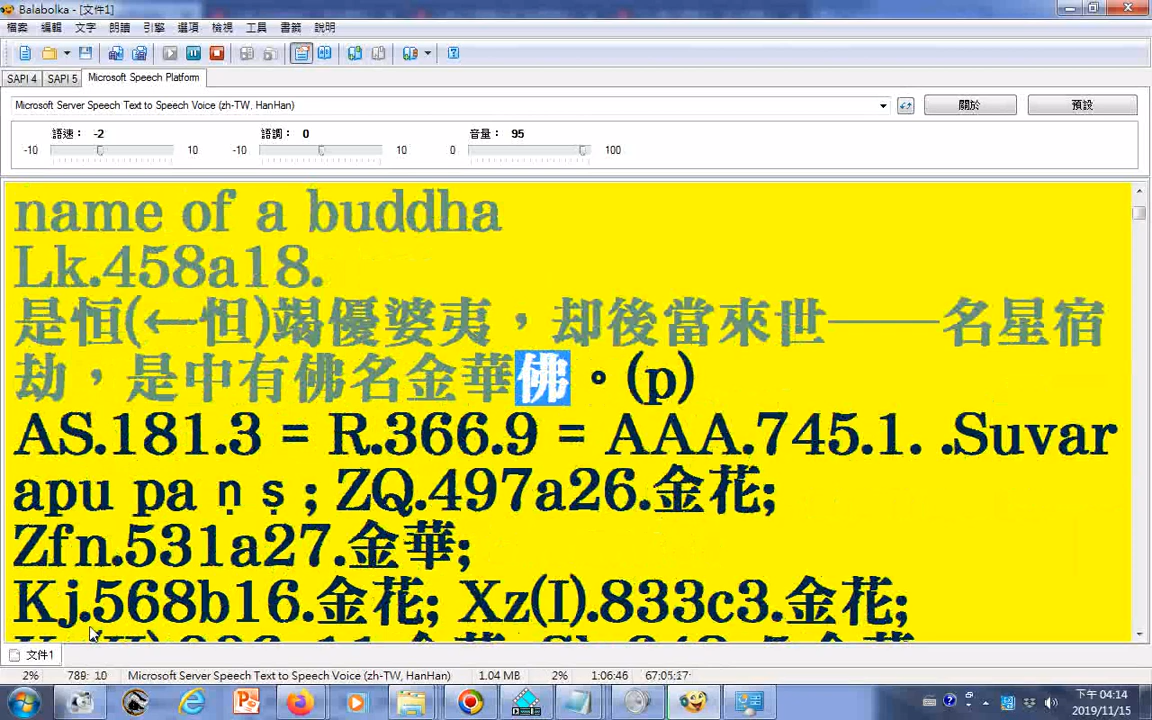 Balabolka - [文件1]
檔案 編輯 文字 朗讀 引擎 選項 檢視 工具 書籤 說明
SAPI 4 SAPI 5 Microsoft Speech Platform
Microsoft Server Speech Text to Speech Voice (zh-TW, HanHan) 關於 預設
語速： -2 語調： 0 音量： 95
-10 10 -10 10 0 100
name of a buddha
Lk.458a18.
是恒(←怛)竭優婆夷，却後當來世——名星宿
劫，是中有佛名金華佛。(p)
AS.181.3 = R.366.9 = AAA.745.1. .Suvar
apu pa ṇ ṣ ; ZQ.497a26.金花;
Zfn.531a27.金華;
Kj.568b16.金花; Xz(I).833c3.金花;
文件1
2% 789: 10 Microsoft Server Speech Text to Speech Voice (zh-TW, HanHan) 1.04 MB 2% 1:06:46 67:05:17
下午 04:14
2019/11/15